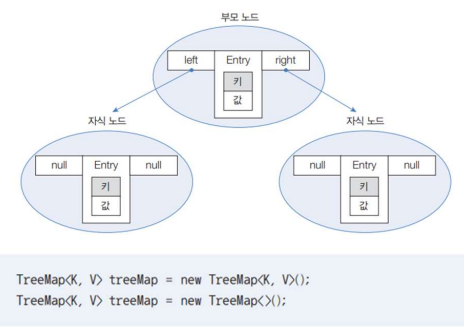 부모 노드
left Entry right
키
값
자식 노드 자식 노드
null Entry null null Entry null
키 키
값 값
TreeMap<K, V> treeMap = new TreeMap<K, V>();
TreeMap<K, V> treeMap = new TreeMap<>();